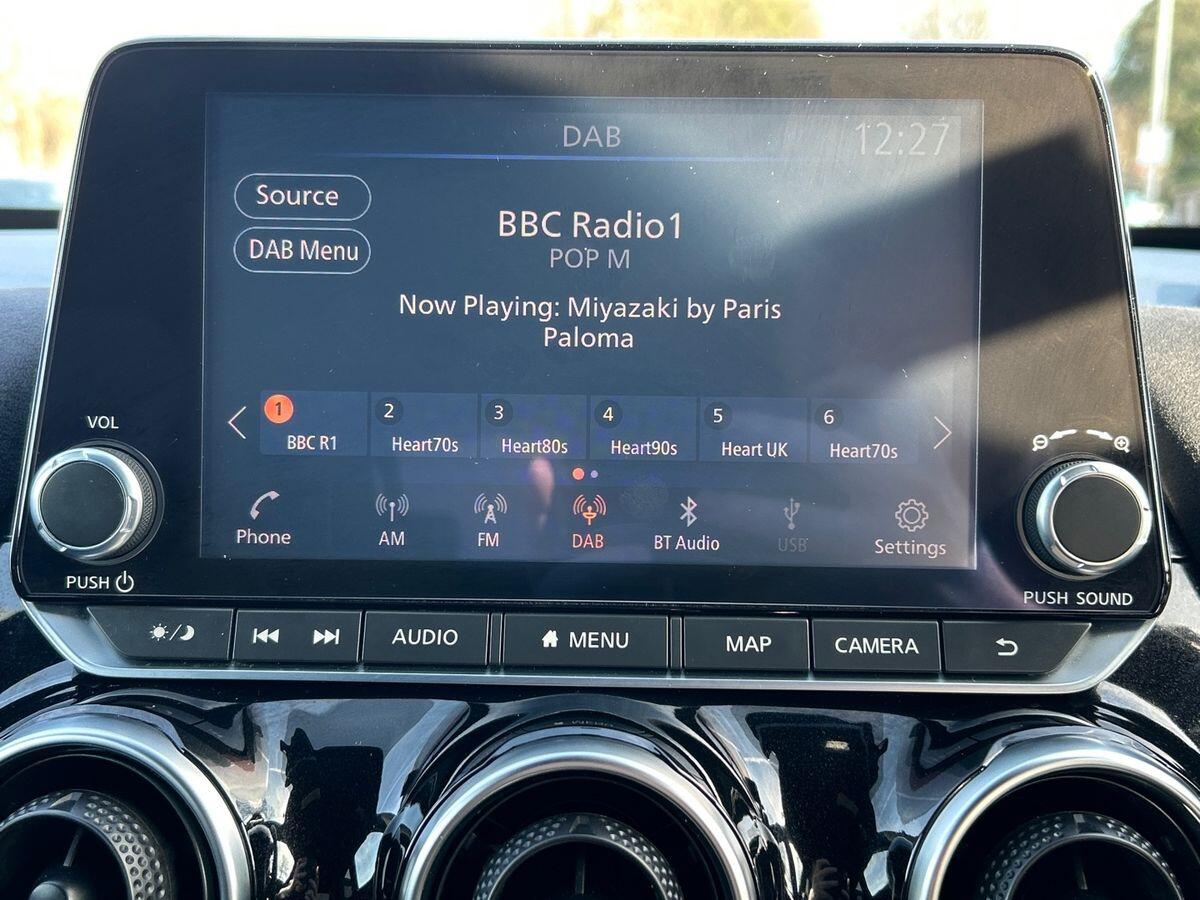 DAB
12:27
Source
DAB Menu
BBC Radio1
POP M
Now Playing: Miyazaki by Paris
Paloma
1
BBC R1
2
Heart70s
3
Heart80s
4
Heart90s
5
Heart UK
6
Heart70s
Phone
AM
FM
DAB
BT Audio
USB
Settings
VOL
PUSH
PUSH SOUND
AUDIO
MENU
MAP
CAMERA